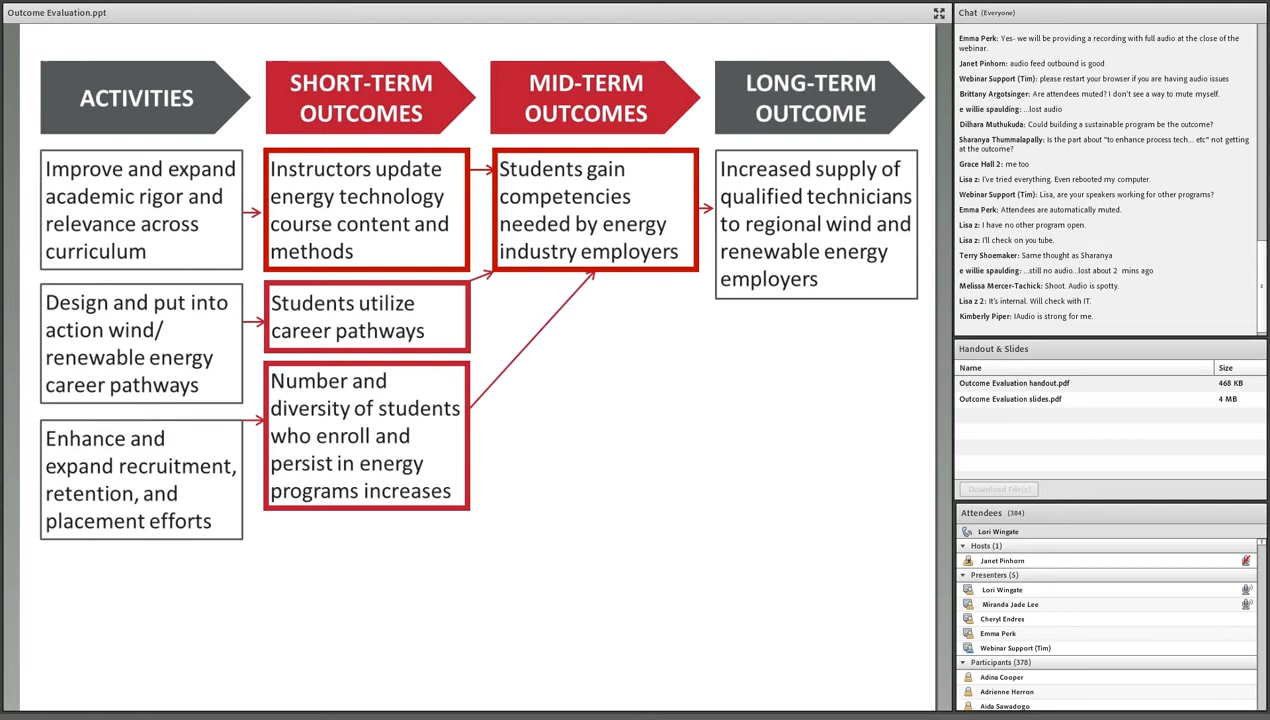 Outcome Evaluation.ppt
ACTIVITIES
SHORT-TERM
OUTCOMES
MID-TERM
OUTCOMES
LONG-TERM
OUTCOME
Improve and expand
academic rigor and
relevance across
curriculum
Instructors update
energy technology
course content and
methods
Students gain
competencies
needed by energy
industry employers
Increased supply of
qualified technicians
to regional wind and
renewable energy
employers
Design and put into
action wind/
renewable energy
career pathways
Students utilize
career pathways
Enhance and
expand recruitment,
retention, and
placement efforts
Number and
diversity of students
who enroll and
persist in energy
programs increases
Chat (Everyone)
Emma Perk: Yes- we will be providing a recording with full audio at the close of the
webinar.
Janet Pinhorn: audio feed outbound is good
Webinar Support (Tim): please restart your browser if you are having audio issues
Brittany Argotsinger: Are attendees muted? I don't see a way to mute myself.
e willie spaulding: ...lost audio
Dilhara Muthukuda: Could building a sustainable program be the outcome?
Sharanya Thummalapally: Is the part about "to enhance process tech... etc" not getting
at the outcome?
Grace Hall 2: me too
Lisa z: I've tried everything. Even rebooted my computer.
Webinar Support (Tim): Lisa, are your speakers working for other programs?
Emma Perk: Attendees are automatically muted.
Lisa z: I have no other program open.
Lisa z: I'll check on you tube.
Terry Shoemaker: Same thought as Sharanya
e willie spaulding: ...still no audio...lost about 2 mins ago
Melissa Mercer-Tachick: Shoot. Audio is spotty.
Lisa z 2: It's internal. Will check with IT.
Kimberly Piper: IAudio is strong for me.
Handout & Slides
Name Size
Outcome Evaluation handout.pdf 468 KB
Outcome Evaluation slides.pdf 4 MB
Download File(s)
Attendees (384)
Lori Wingate
Hosts (1)
Janet Pinhorn
Presenters (5)
Lori Wingate
Miranda Jade Lee
Cheryl Endres
Emma Perk
Webinar Support (Tim)
Participants (378)
Adina Cooper
Adrienne Herron
Aida Sawadogo